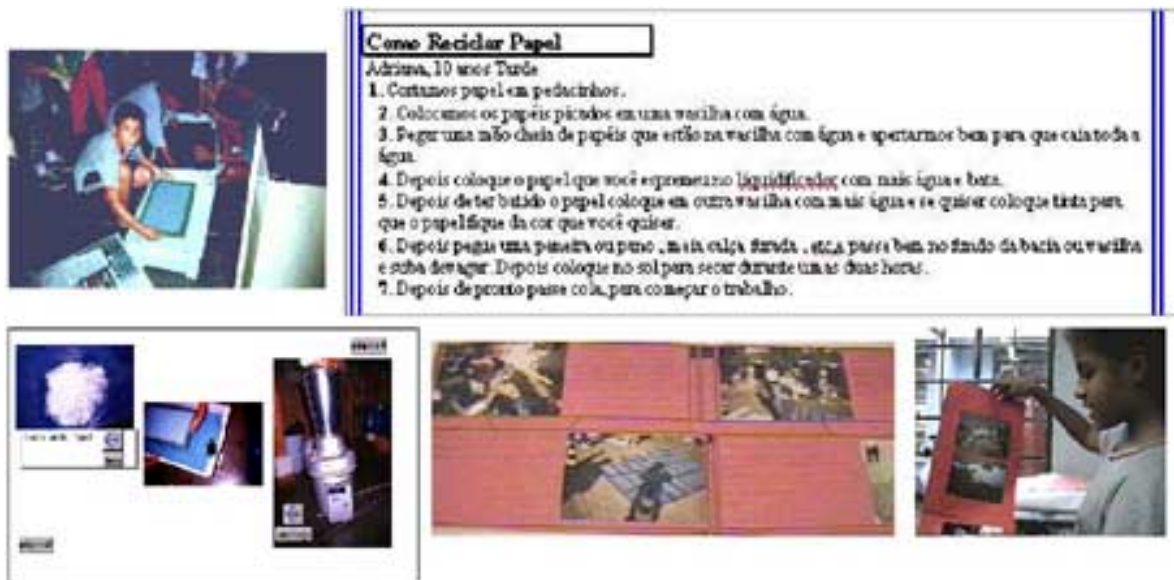 Como Reciclar Papel
Adriana, 10 anos Tarde
1. Cortamos papel em pedacinhos.
2. Colocamos os papéis picados em uma vasilha com água.
3. Pegar uma mão cheia de papéis que estão na vasilha com água e apertarmos bem para que caia toda a
água.
4. Depois coloque o papel que você espremeu no liquidificador com mais água e bata.
5. Depois de ter batido o papel coloque em outra vasilha com mais água e se quiser coloque tinta para
que o papel fique da cor que você quiser.
6. Depois pegue uma peneira ou pano, meia calça furada, etc, passe bem no fundo da bacia ou vasilha
e suba devagar. Depois coloque no sol para secar durante umas duas horas.
7. Depois de pronto passe cola, para começar o trabalho.